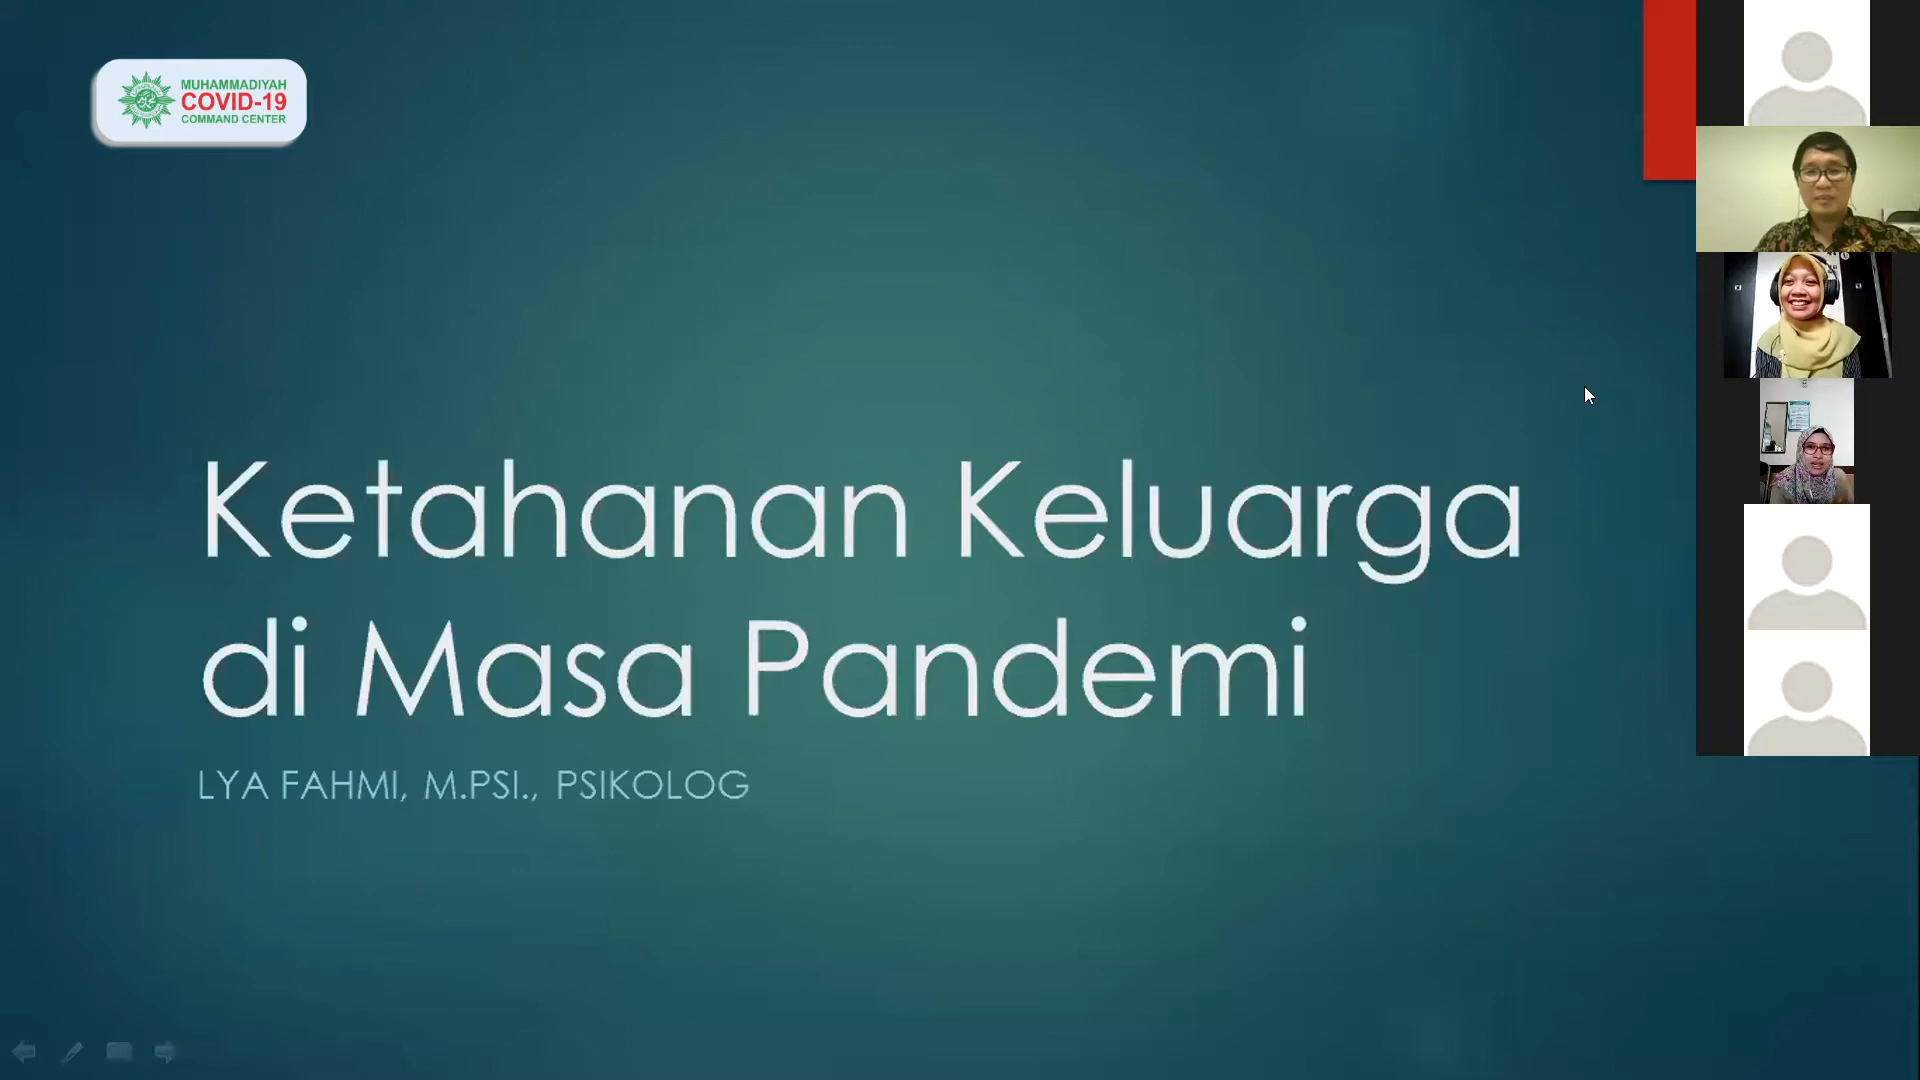 MUHAMMADIYAH
COVID-19
COMMAND CENTER
Ketahanan Keluarga
di Masa Pandemi
LYA FAHMI, M.PSI., PSIKOLOG